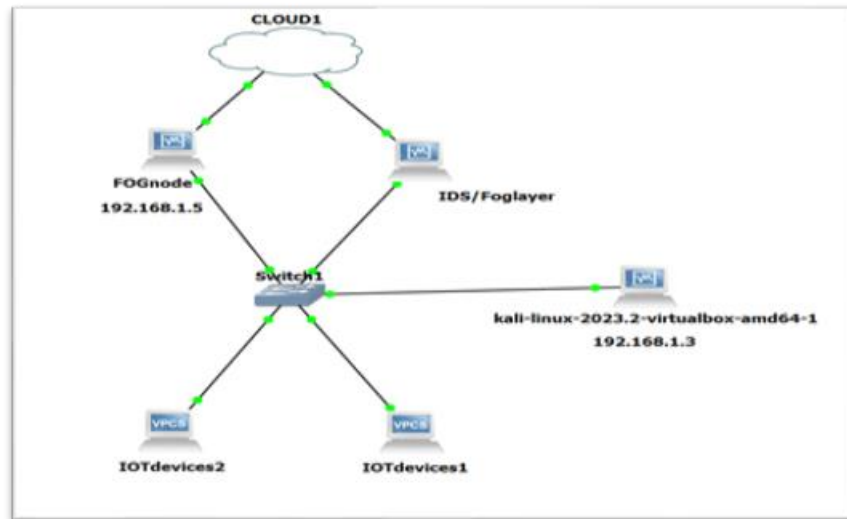 CLOUD1
FOGnode
192.168.1.5
IDS/Foglayer
Switch1
kali-linux-2023.2-virtualbox-amd64-1
192.168.1.3
VPCS
IOTdevices2
VPCS
IOTdevices1